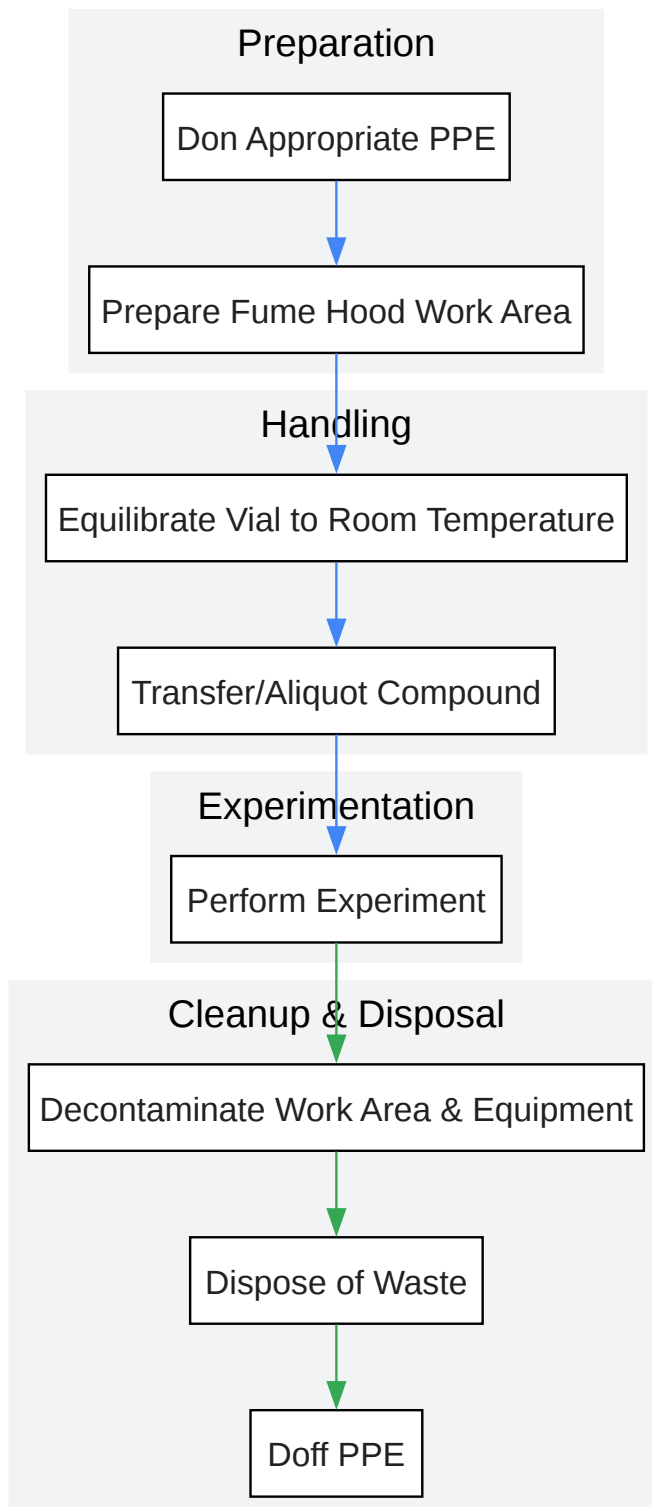 Preparation
Don Appropriate PPE
Prepare Fume Hood Work Area
Handling
Equilibrate Vial to Room Temperature
Transfer/Aliquot Compound
Experimentation
Perform Experiment
Cleanup & Disposal
Decontaminate Work Area & Equipment
Dispose of Waste
Doff PPE